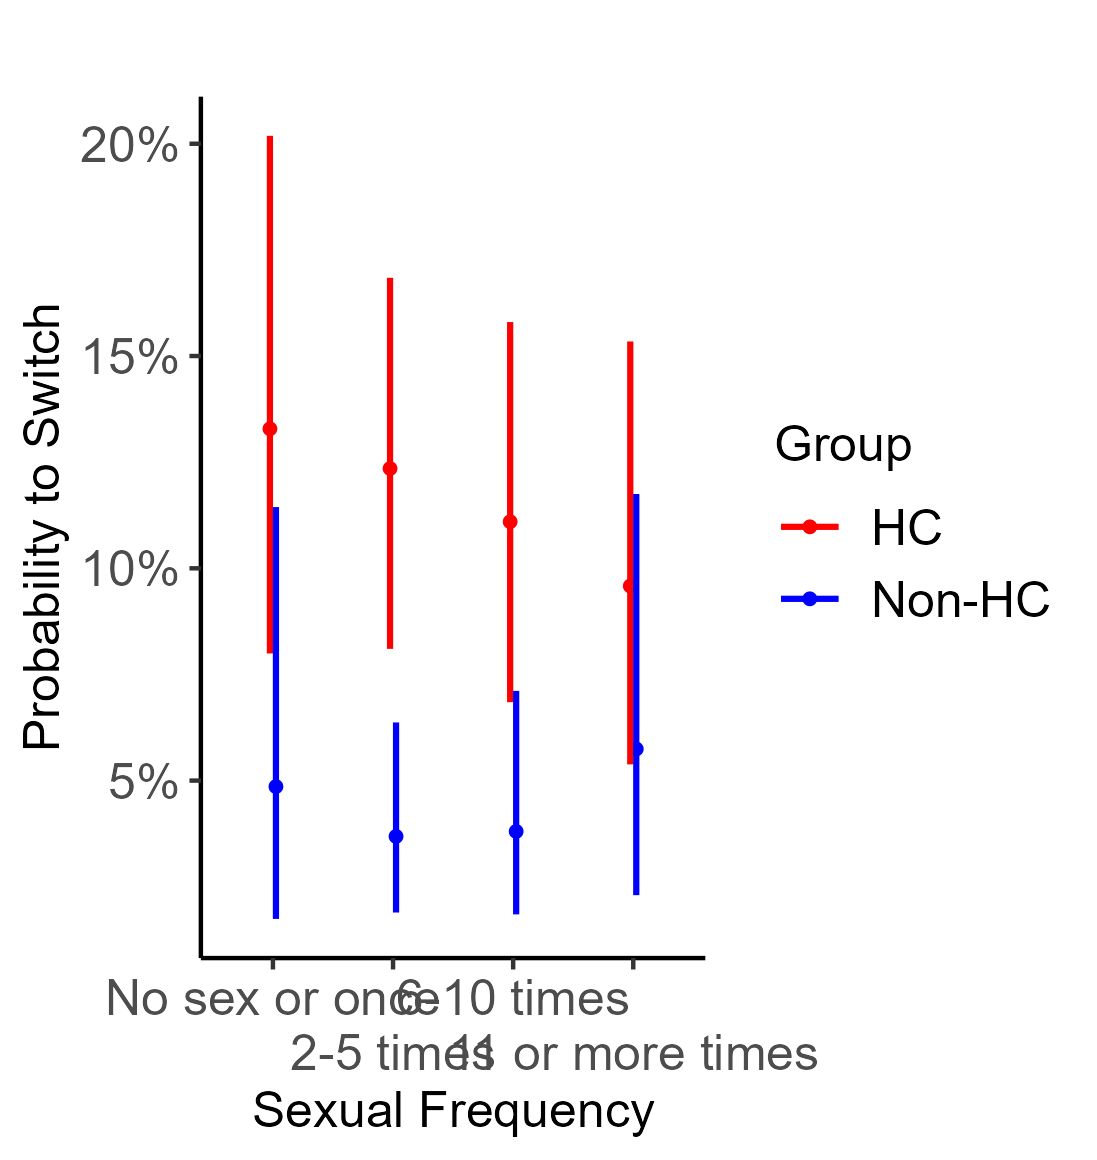 20%
15%
10%
5%
Probability to Switch
No sex or once
6-10 times
2-5 times
11 or more times
Sexual Frequency
Group
HC
Non-HC